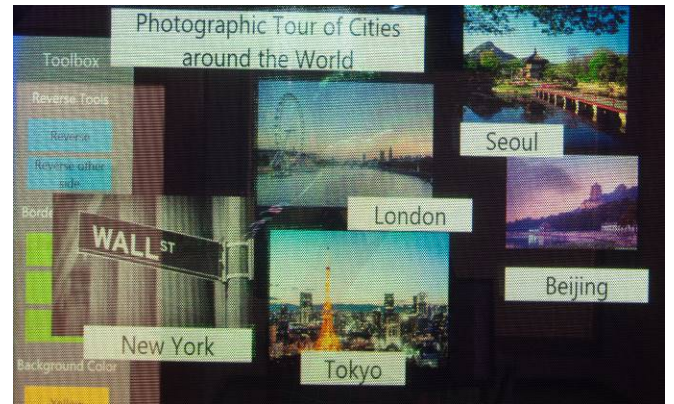 Photographic Tour of Cities
around the World
Toolbox
Reverse Tools
Reverse
Reverse other
side
Seoul
London
WALL ST
Beijing
New York
Tokyo
Background Color
Yellow